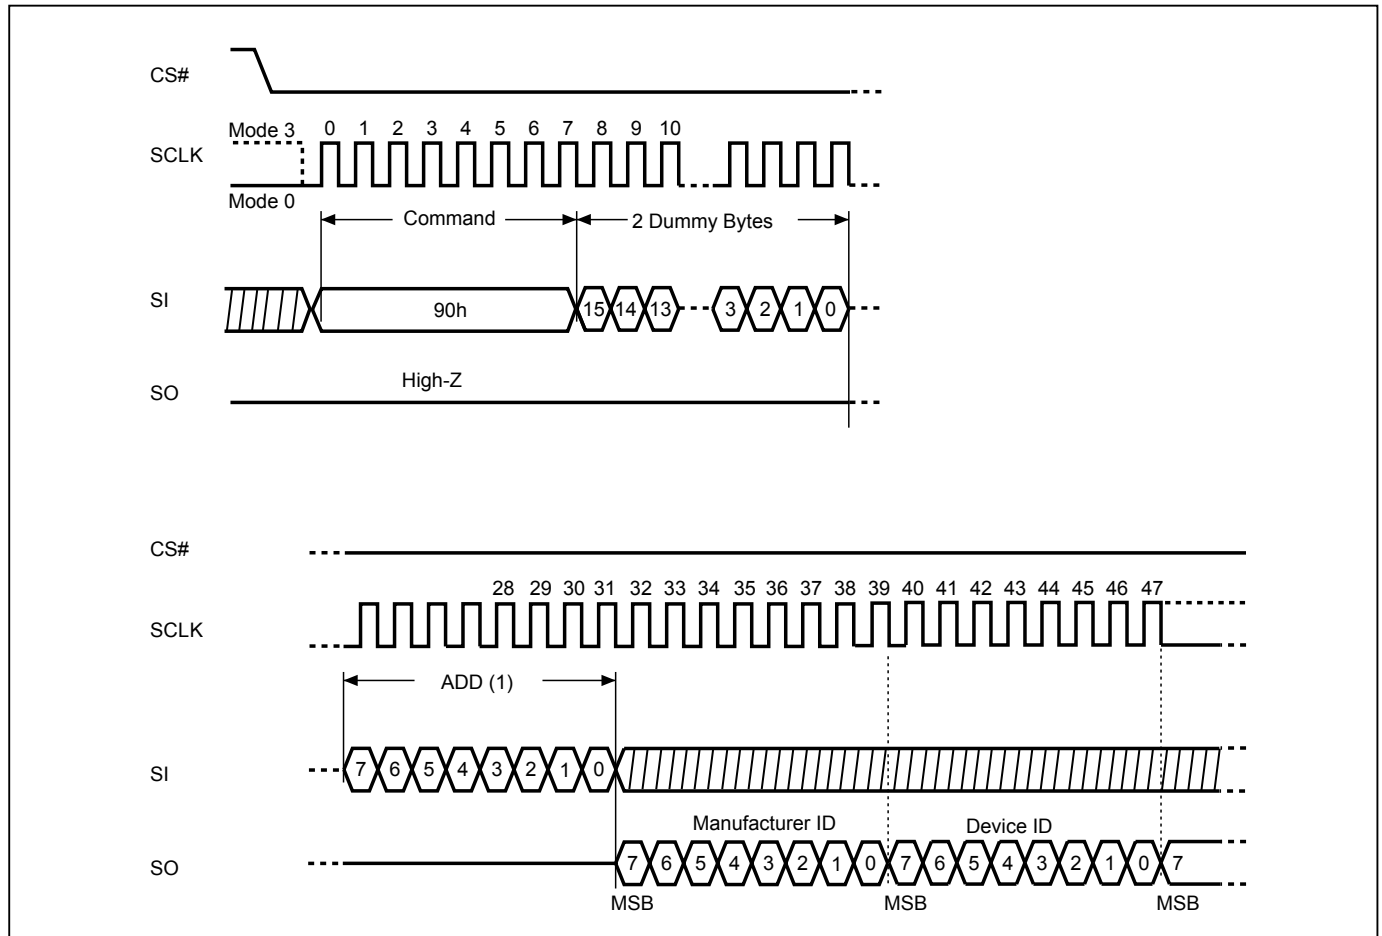 CS#
Mode 3 0 1 2 3 4 5 6 7 8 9 10
SCLK
Mode 0
Command 2 Dummy Bytes
SI 90h 15 14 13 3 2 1 0
High-Z
SO
CS#
28 29 30 31 32 33 34 35 36 37 38 39 40 41 42 43 44 45 46 47
SCLK
ADD (1)
SI 7 6 5 4 3 2 1 0
Manufacturer ID Device ID
SO 7 6 5 4 3 2 1 0 7 6 5 4 3 2 1 0 7
MSB MSB MSB